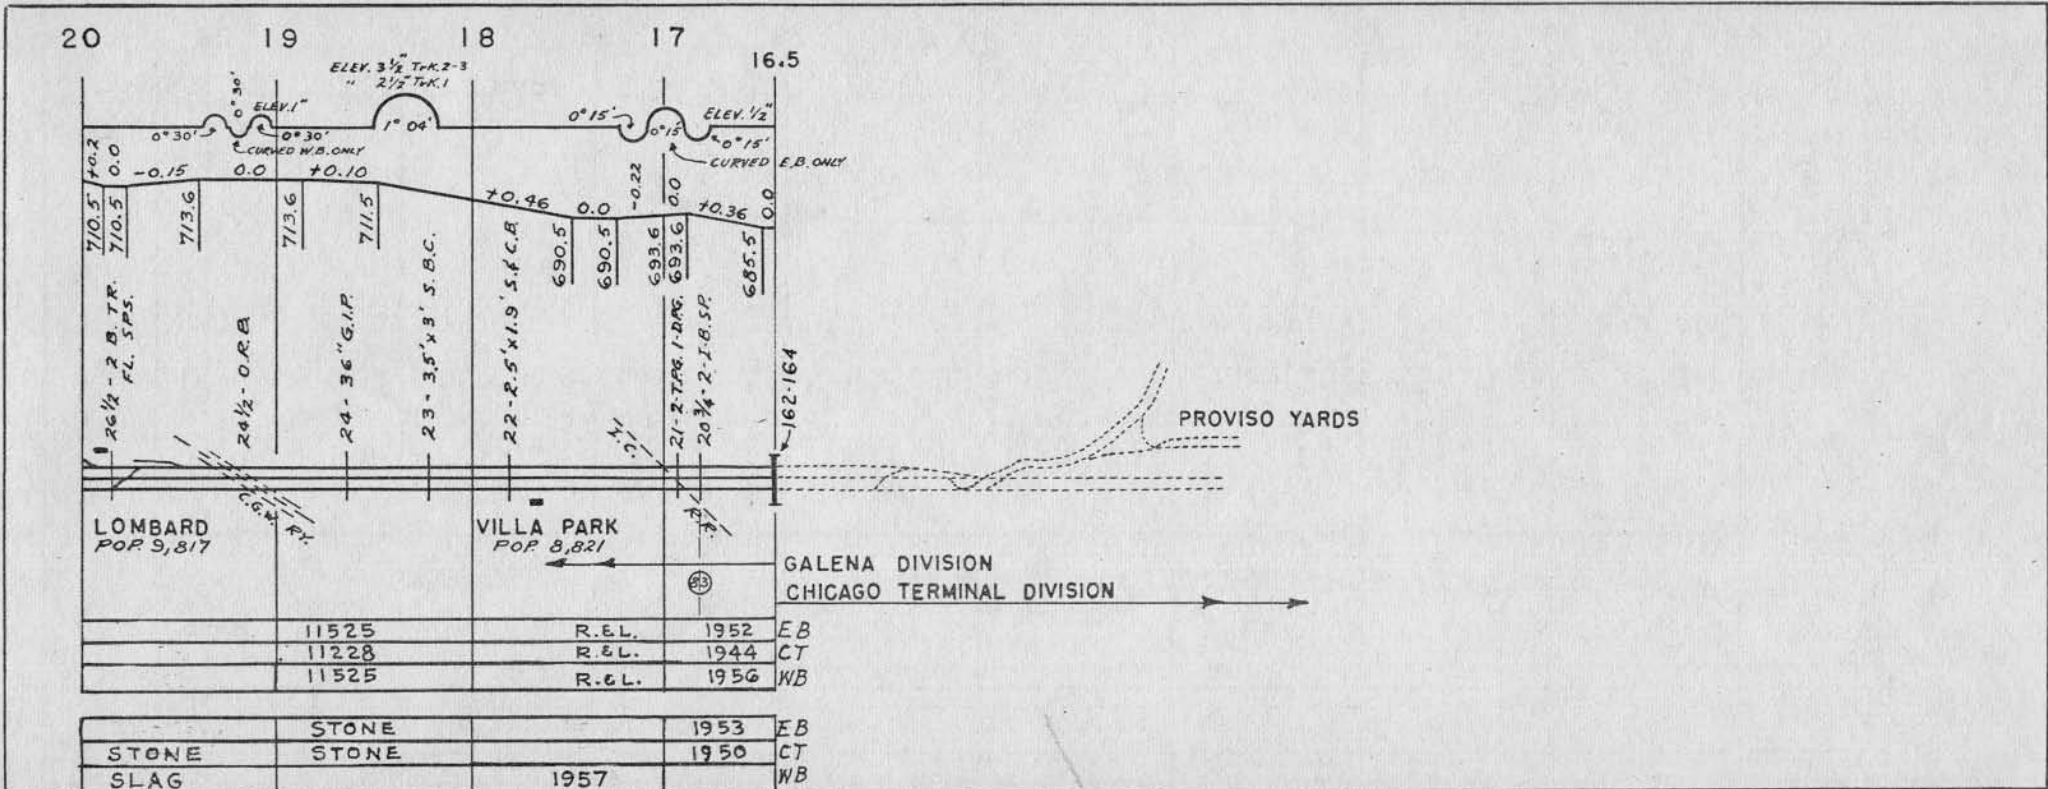 20 19 18 17
16.5
ELEV. 3½" Trk. 2-3
" 2½" Trk. 1
0°30'
ELEV. 1"
0°30'
0°30'
CURVED W.B. ONLY
1° 04'
0°15'
0°15'
ELEV. ½"
0°15'
CURVED E.B. ONLY
+0.2
0.0
-0.15
0.0
+0.10
+0.46
0.0
-0.22
0.0
+0.36
0.0
710.5
710.5
713.6
713.6
711.5
690.5
690.5
693.6
693.6
685.5
26½ - 2 B. TR.
FL. SPS.
24½ - O.R.B.
24 - 36" G.I.P.
23 - 3.5' x 3' S.B.C.
22 - 2.5' x 1.9' S.& C.B.
21 - 2-T.P.G. 1-D.P.G.
20¾ - 2-I-B.SP.
162-164
PROVISO YARDS
C.G.W. RY.
LOMBARD
POP. 9,817
VILLA PARK
POP. 8,821
83
GALENA DIVISION
CHICAGO TERMINAL DIVISION
11525 R.&L. 1952 EB
11228 R.&L. 1944 CT
11525 R.&L. 1956 WB
STONE 1953 EB
STONE STONE 1950 CT
SLAG 1957 WB